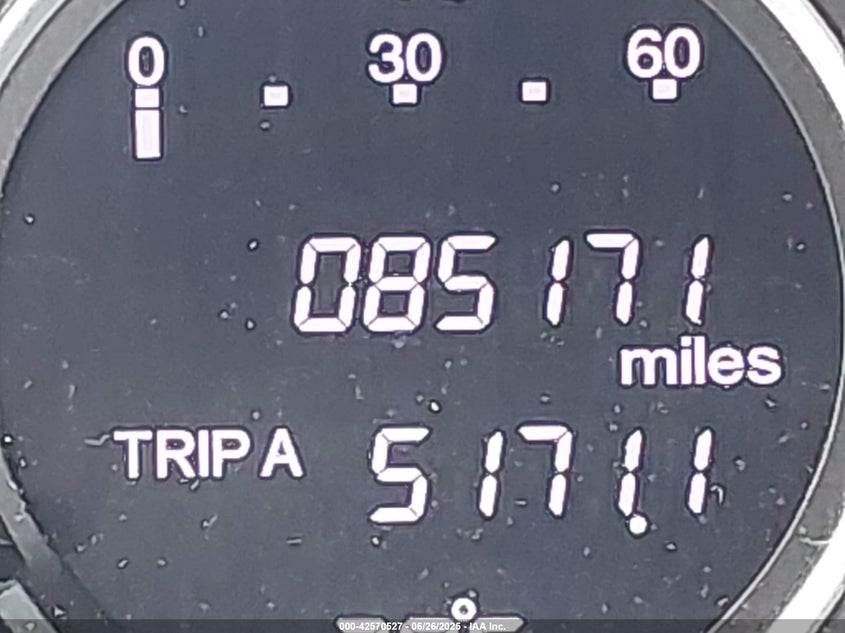 0 30 60
085171
miles
TRIP A 5171.1
000-42570527 - 06/26/2025 - IAA Inc.